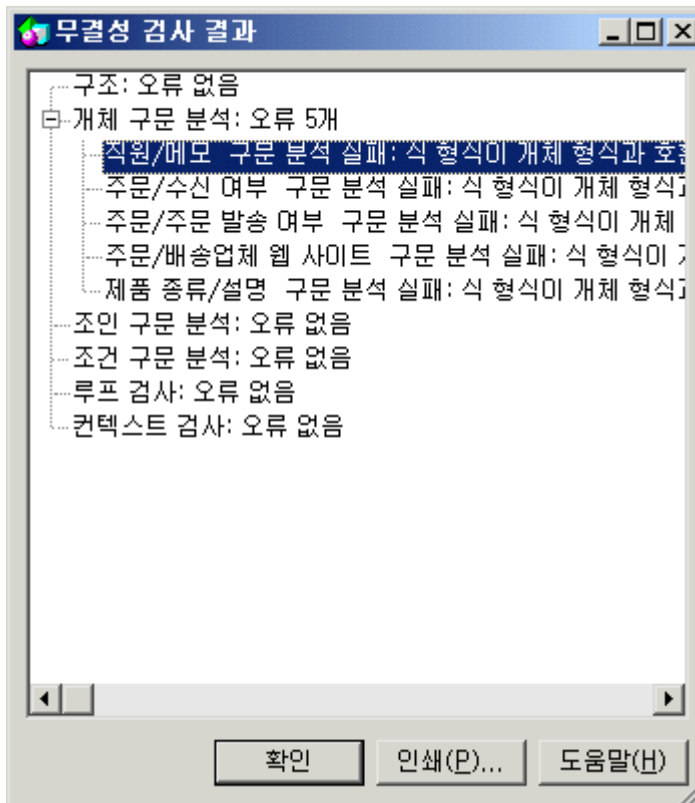 무결성 검사 결과
구조: 오류 없음
개체 구문 분석: 오류 5개
직원/메모 구문 분석 실패: 식 형식이 개체 형식과 호
주문/수신 여부 구문 분석 실패: 식 형식이 개체 형식
주문/주문 발송 여부 구문 분석 실패: 식 형식이 개체
주문/배송업체 웹 사이트 구문 분석 실패: 식 형식이
제품 종류/설명 구문 분석 실패: 식 형식이 개체 형식
조인 구문 분석: 오류 없음
조건 구문 분석: 오류 없음
루프 검사: 오류 없음
컨텍스트 검사: 오류 없음
확인 인쇄(P)... 도움말(H)